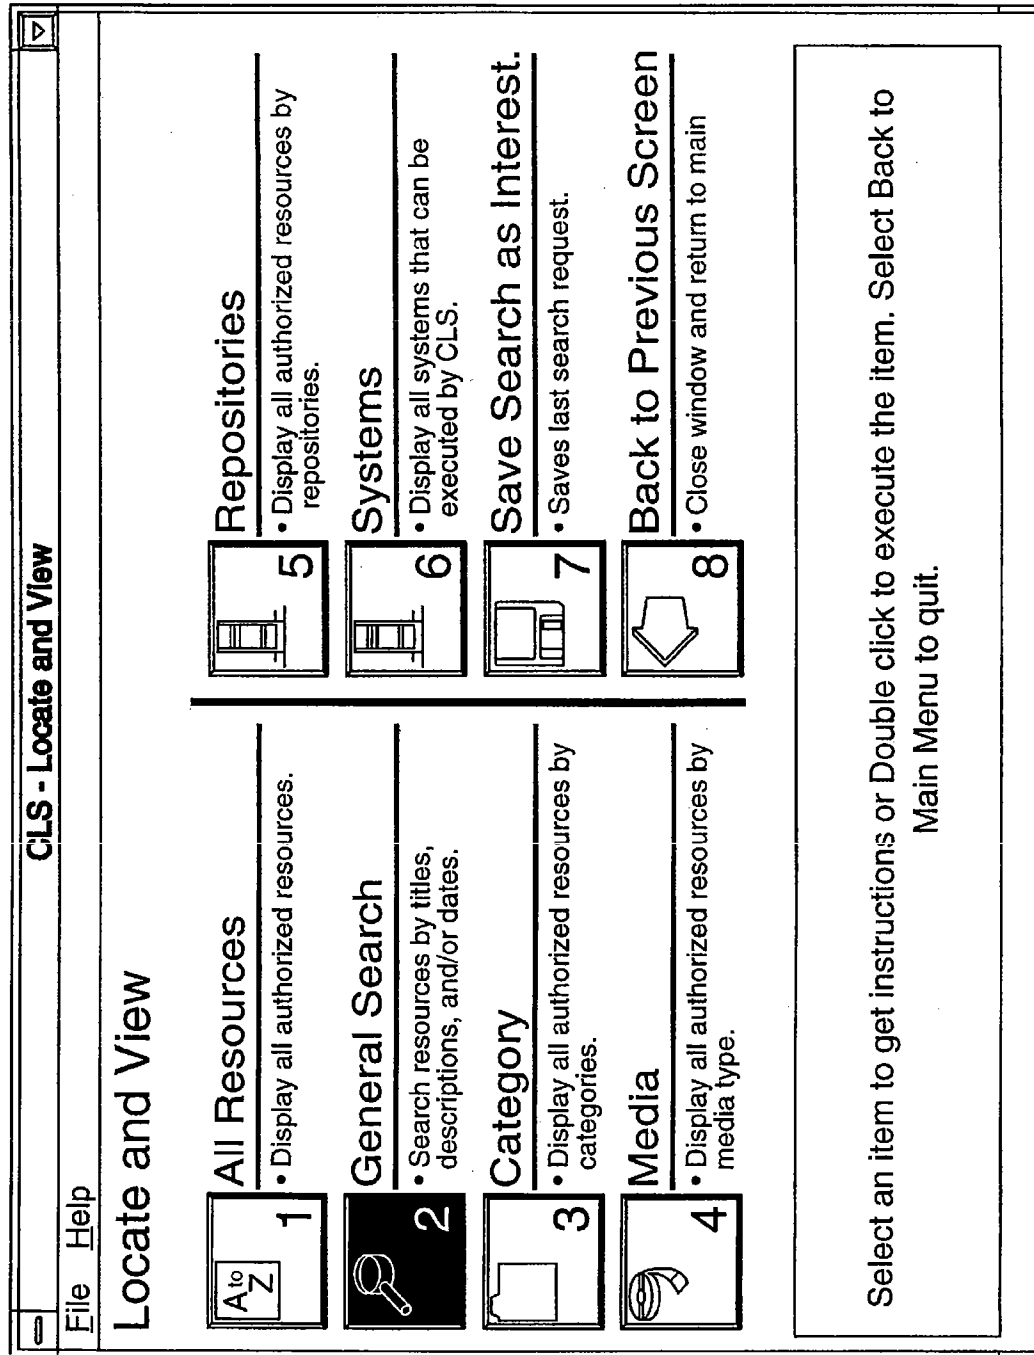 CLS - Locate and View
File Help
Locate and View
A to
Z
1
All Resources
• Display all authorized resources.
2
General Search
• Search resources by titles,
descriptions, and/or dates.
3
Category
• Display all authorized resources by
categories.
4
Media
• Display all authorized resources by
media type.
5
Repositories
• Display all authorized resources by
repositories.
6
Systems
• Display all systems that can be
executed by CLS.
7
Save Search as Interest.
• Saves last search request.
8
Back to Previous Screen
• Close window and return to main
Select an item to get instructions or Double click to execute the item. Select Back to
Main Menu to quit.